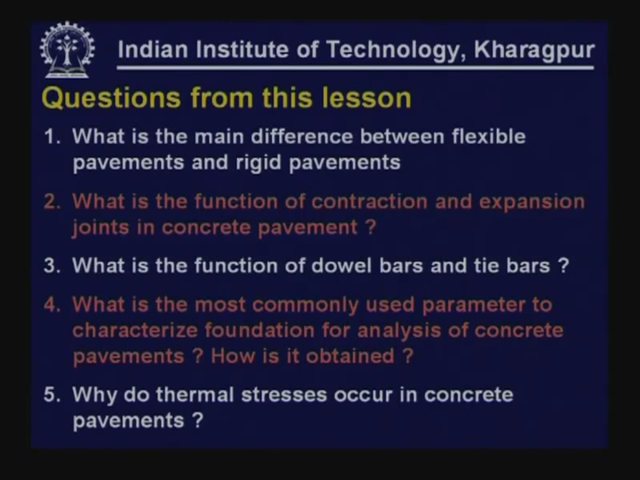 Indian Institute of Technology, Kharagpur
Questions from this lesson
1. What is the main difference between flexible
pavements and rigid pavements
2. What is the function of contraction and expansion
joints in concrete pavement ?
3. What is the function of dowel bars and tie bars ?
4. What is the most commonly used parameter to
characterize foundation for analysis of concrete
pavements ? How is it obtained ?
5. Why do thermal stresses occur in concrete
pavements ?